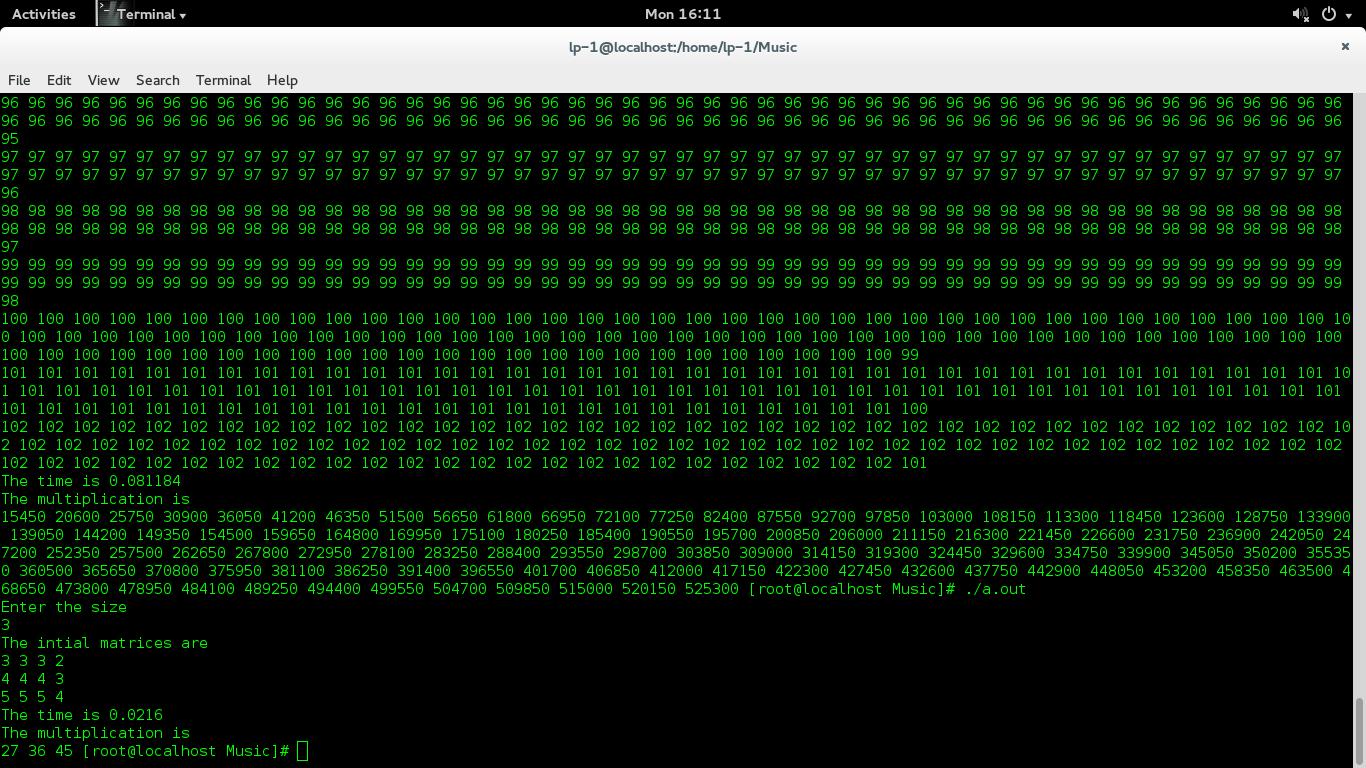 Activities
Terminal
Mon 16:11
lp-1@localhost:/home/lp-1/Music
×
File Edit View Search Terminal Help
96 96 96 96 96 96 96 96 96 96 96 96 96 96 96 96 96 96 96 96 96 96 96 96 96 96 96 96 96 96 96 96 96 96 96 96 96 96 96 96 96 96 96 96 96 96 96 96 96 96
96 96 96 96 96 96 96 96 96 96 96 96 96 96 96 96 96 96 96 96 96 96 96 96 96 96 96 96 96 96 96 96 96 96 96 96 96 96 96 96 96 96 96 96 96 96 96 96 96 96
95
97 97 97 97 97 97 97 97 97 97 97 97 97 97 97 97 97 97 97 97 97 97 97 97 97 97 97 97 97 97 97 97 97 97 97 97 97 97 97 97 97 97 97 97 97 97 97 97 97 97
97 97 97 97 97 97 97 97 97 97 97 97 97 97 97 97 97 97 97 97 97 97 97 97 97 97 97 97 97 97 97 97 97 97 97 97 97 97 97 97 97 97 97 97 97 97 97 97 97 97
96
98 98 98 98 98 98 98 98 98 98 98 98 98 98 98 98 98 98 98 98 98 98 98 98 98 98 98 98 98 98 98 98 98 98 98 98 98 98 98 98 98 98 98 98 98 98 98 98 98 98
98 98 98 98 98 98 98 98 98 98 98 98 98 98 98 98 98 98 98 98 98 98 98 98 98 98 98 98 98 98 98 98 98 98 98 98 98 98 98 98 98 98 98 98 98 98 98 98 98 98
97
99 99 99 99 99 99 99 99 99 99 99 99 99 99 99 99 99 99 99 99 99 99 99 99 99 99 99 99 99 99 99 99 99 99 99 99 99 99 99 99 99 99 99 99 99 99 99 99 99 99
99 99 99 99 99 99 99 99 99 99 99 99 99 99 99 99 99 99 99 99 99 99 99 99 99 99 99 99 99 99 99 99 99 99 99 99 99 99 99 99 99 99 99 99 99 99 99 99 99 99
98
100 100 100 100 100 100 100 100 100 100 100 100 100 100 100 100 100 100 100 100 100 100 100 100 100 100 100 100 100 100 100 100 100 100 100 100 100 10
0 100 100 100 100 100 100 100 100 100 100 100 100 100 100 100 100 100 100 100 100 100 100 100 100 100 100 100 100 100 100 100 100 100 100 100 100 100
100 100 100 100 100 100 100 100 100 100 100 100 100 100 100 100 100 100 100 100 100 100 100 100 100 99
101 101 101 101 101 101 101 101 101 101 101 101 101 101 101 101 101 101 101 101 101 101 101 101 101 101 101 101 101 101 101 101 101 101 101 101 101 10
1 101 101 101 101 101 101 101 101 101 101 101 101 101 101 101 101 101 101 101 101 101 101 101 101 101 101 101 101 101 101 101 101 101 101 101 101 101
101 101 101 101 101 101 101 101 101 101 101 101 101 101 101 101 101 101 101 101 101 101 101 101 101 100
102 102 102 102 102 102 102 102 102 102 102 102 102 102 102 102 102 102 102 102 102 102 102 102 102 102 102 102 102 102 102 102 102 102 102 102 102 10
2 102 102 102 102 102 102 102 102 102 102 102 102 102 102 102 102 102 102 102 102 102 102 102 102 102 102 102 102 102 102 102 102 102 102 102 102 102
102 102 102 102 102 102 102 102 102 102 102 102 102 102 102 102 102 102 102 102 102 102 102 102 102 101
The time is 0.081184
The multiplication is
15450 20600 25750 30900 36050 41200 46350 51500 56650 61800 66950 72100 77250 82400 87550 92700 97850 103000 108150 113300 118450 123600 128750 133900
139050 144200 149350 154500 159650 164800 169950 175100 180250 185400 190550 195700 200850 206000 211150 216300 221450 226600 231750 236900 242050 24
7200 252350 257500 262650 267800 272950 278100 283250 288400 293550 298700 303850 309000 314150 319300 324450 329600 334750 339900 345050 350200 35535
0 360500 365650 370800 375950 381100 386250 391400 396550 401700 406850 412000 417150 422300 427450 432600 437750 442900 448050 453200 458350 463500 4
68650 473800 478950 484100 489250 494400 499550 504700 509850 515000 520150 525300 [root@localhost Music]# ./a.out
Enter the size
3
The intial matrices are
3 3 3 2
4 4 4 3
5 5 5 4
The time is 0.0216
The multiplication is
27 36 45 [root@localhost Music]#